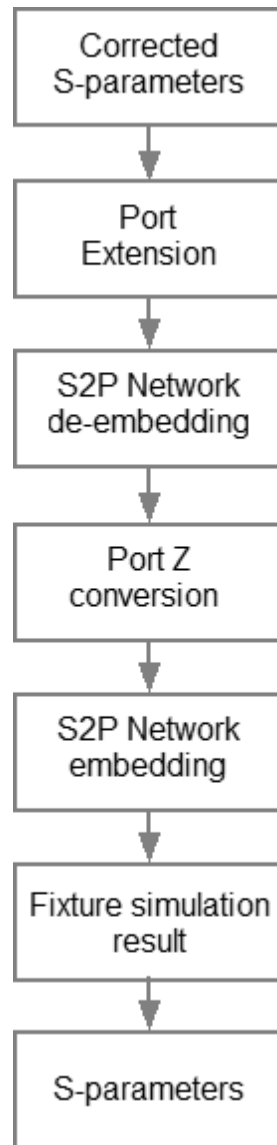 Corrected
S-parameters
Port
Extension
S2P Network
de-embedding
Port Z
conversion
S2P Network
embedding
Fixture simulation
result
S-parameters